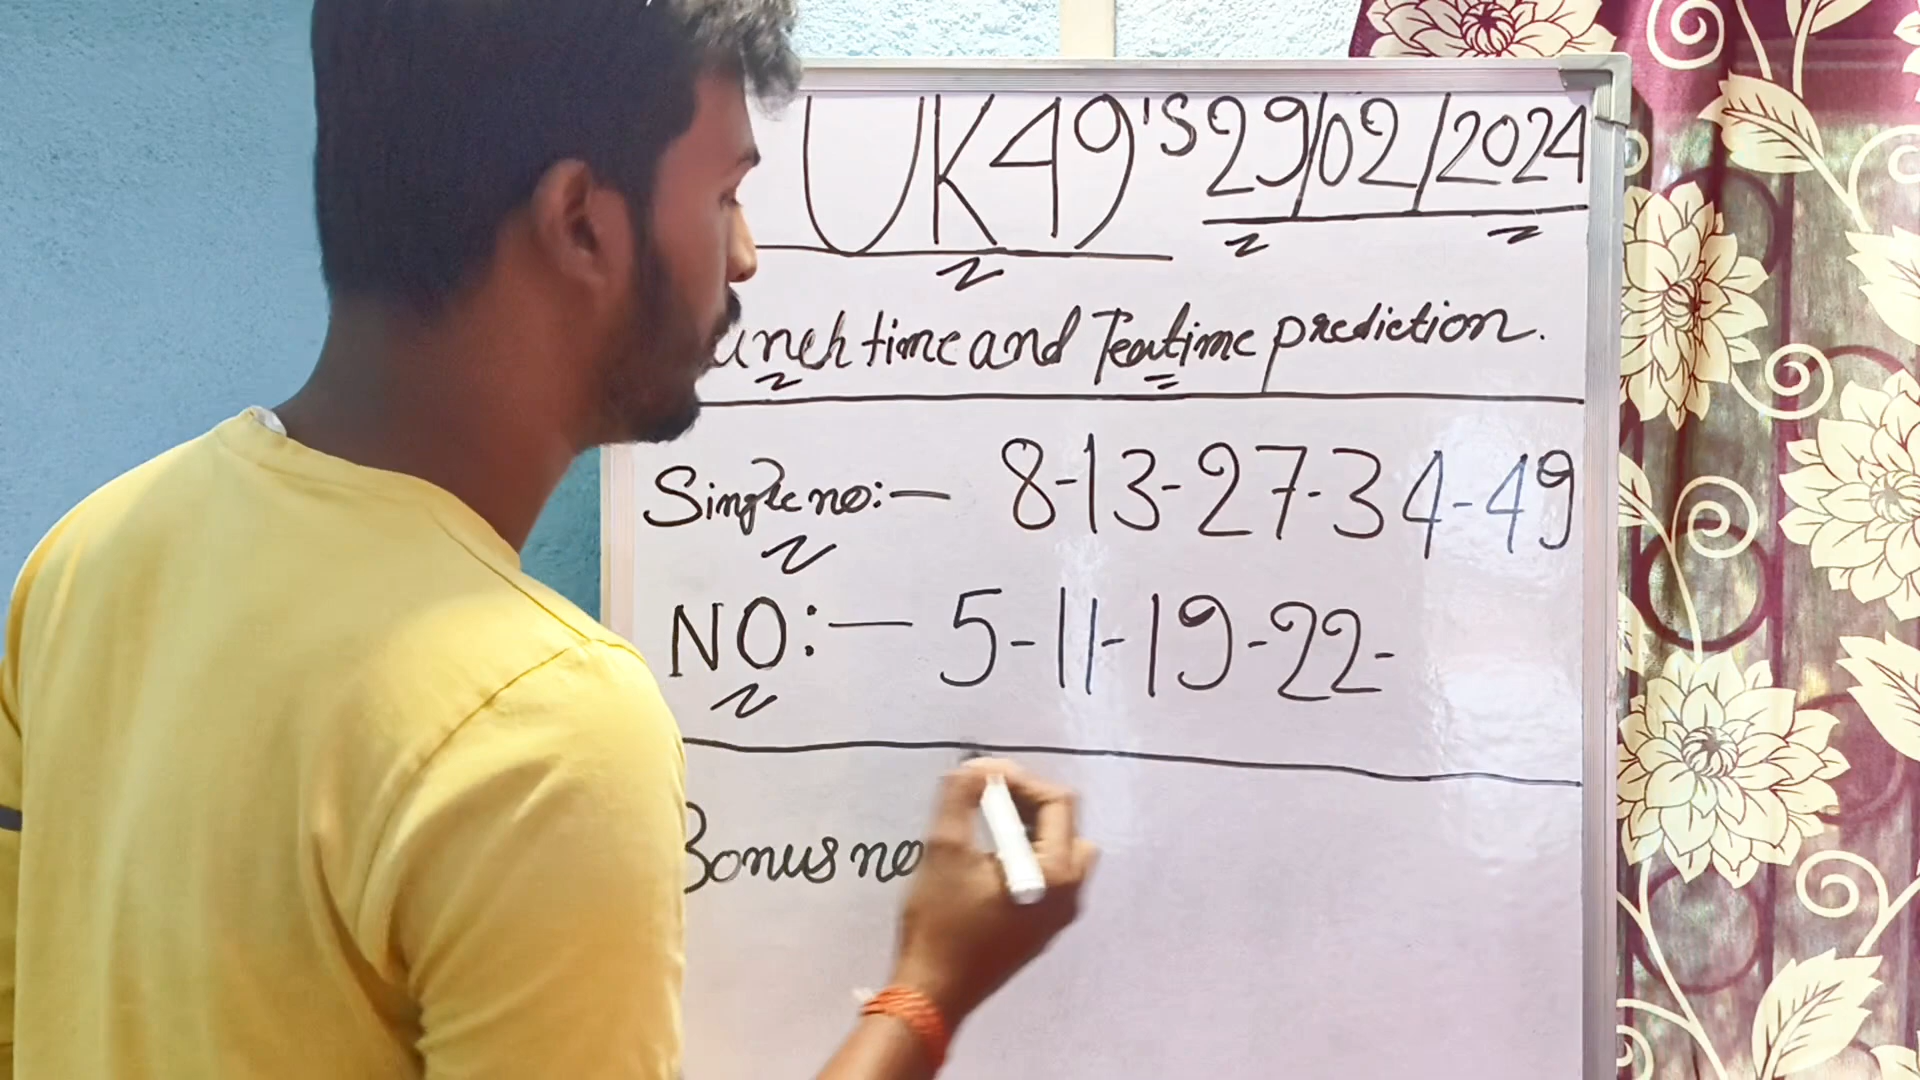 UK49'S 29/02/2024
unch time and Teatime prediction.
Single no:— 8-13-27-34-49
NO:— 5-11-19-22-
Bonus no